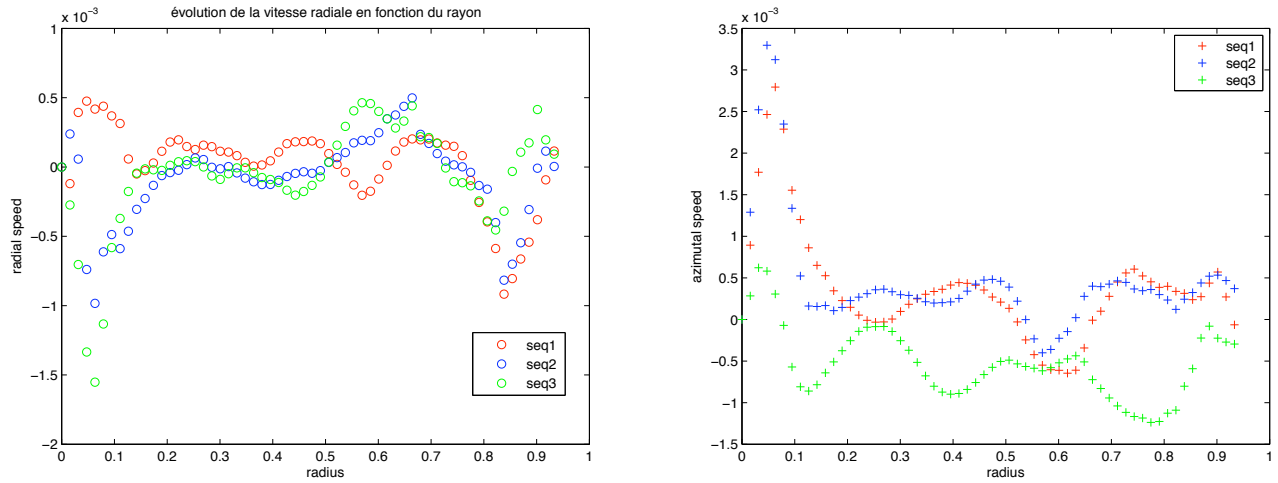 évolution de la vitesse radiale en fonction du rayon
x 10⁻³
1
0.5
0
−0.5
−1
−1.5
−2
radial speed
0 0.1 0.2 0.3 0.4 0.5 0.6 0.7 0.8 0.9 1
radius
seq1
seq2
seq3
x 10⁻³
3.5
3
2.5
2
1.5
1
0.5
0
−0.5
−1
−1.5
azimutal speed
0 0.1 0.2 0.3 0.4 0.5 0.6 0.7 0.8 0.9 1
radius
seq1
seq2
seq3